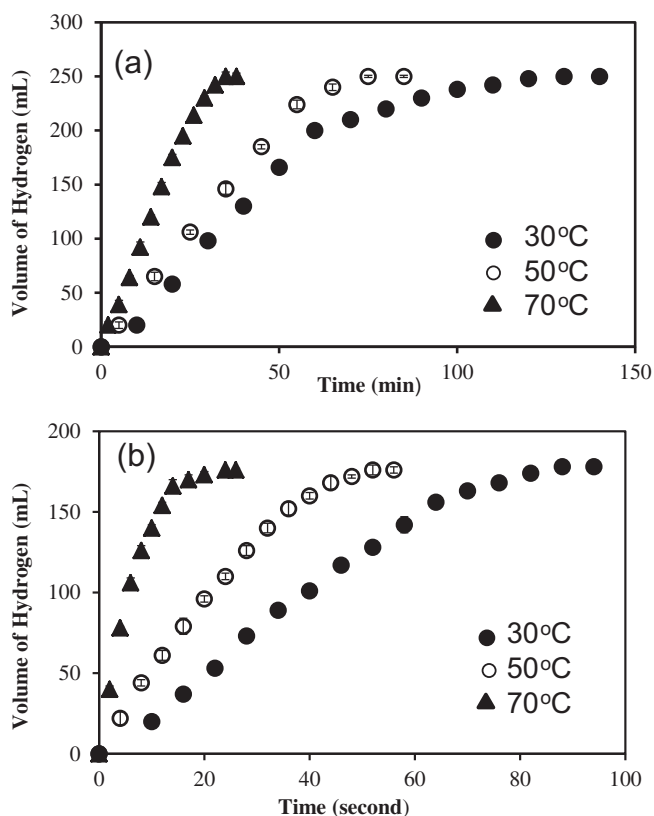 300
(a)
250
200
150
100
50
0
Volume of Hydrogen (mL)
30°C
50°C
70°C
0 50 100 150
Time (min)
200
(b)
150
100
50
0
Volume of Hydrogen (mL)
30°C
50°C
70°C
0 20 40 60 80 100
Time (second)